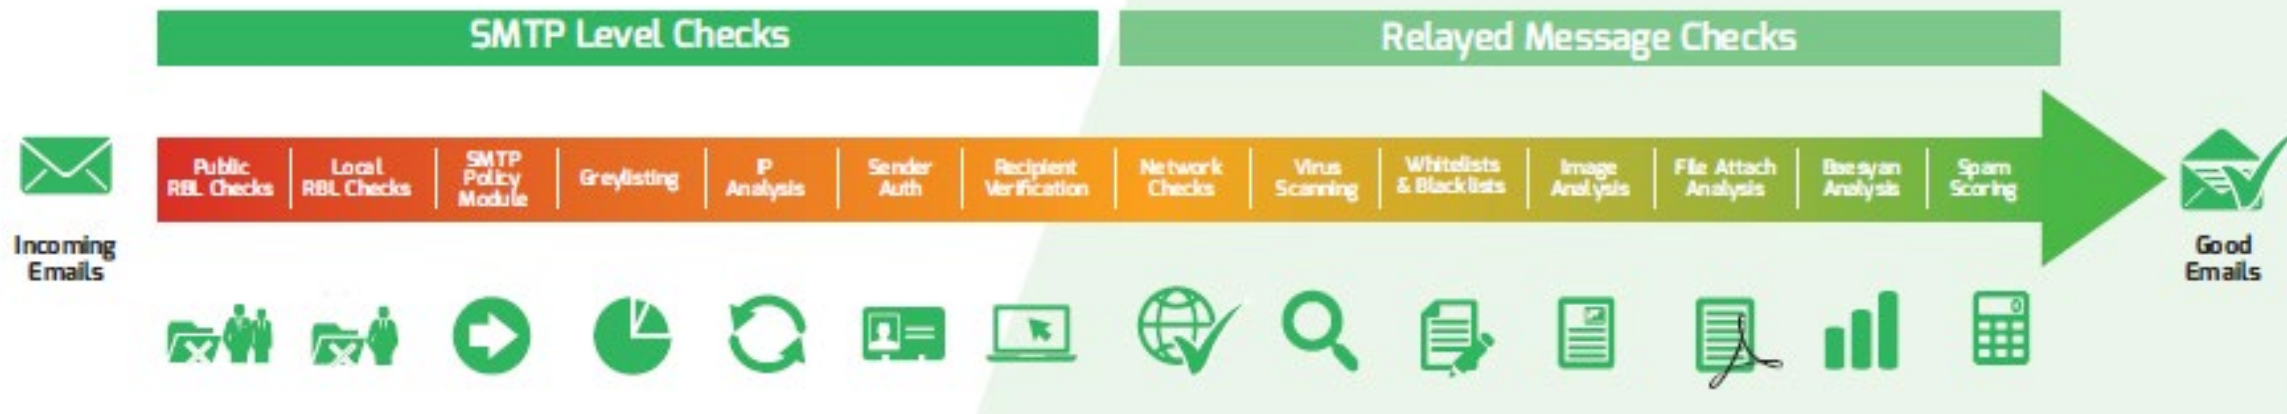 SMTP Level Checks
Relayed Message Checks
Public
RBL Checks
Local
RBL Checks
SMTP
Policy
Module
Greylisting
IP
Analysis
Sender
Auth
Recipient
Verification
Network
Checks
Virus
Scanning
Whitelists
& Blacklists
Image
Analysis
File Attach
Analysis
Baesyan
Analysis
Spam
Scoring
Incoming
Emails
Good
Emails